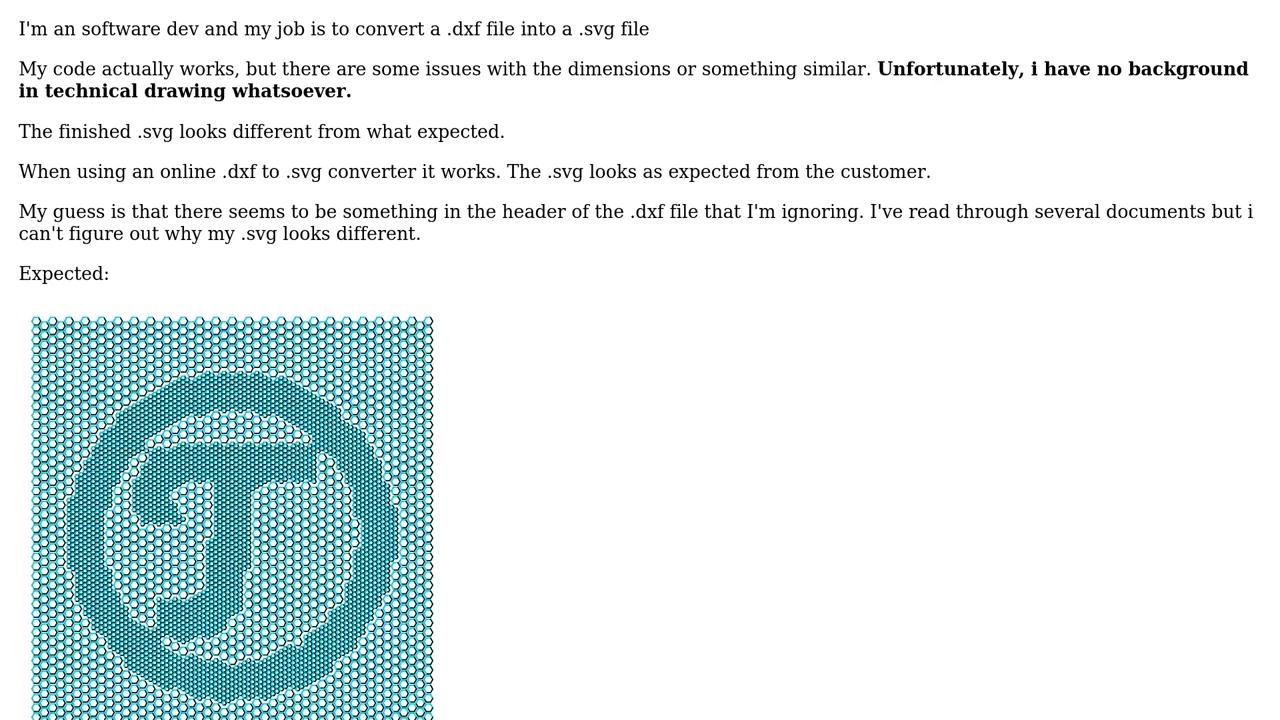 I'm an software dev and my job is to convert a .dxf file into a .svg file
My code actually works, but there are some issues with the dimensions or something similar. Unfortunately, i have no background
in technical drawing whatsoever.
The finished .svg looks different from what expected.
When using an online .dxf to .svg converter it works. The .svg looks as expected from the customer.
My guess is that there seems to be something in the header of the .dxf file that I'm ignoring. I've read through several documents but i
can't figure out why my .svg looks different.
Expected: